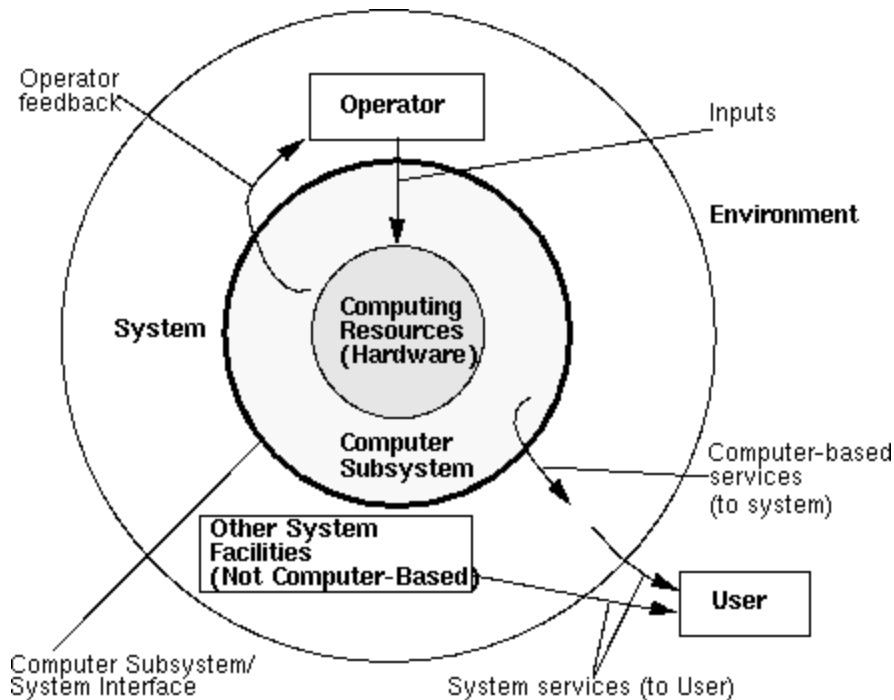 Operator
feedback
Operator
Inputs
Environment
System
Computing
Resources
(Hardware)
Computer
Subsystem
Computer-based
services
(to system)
Other System
Facilities
(Not Computer-Based)
User
Computer Subsystem/
System Interface
System services (to User)